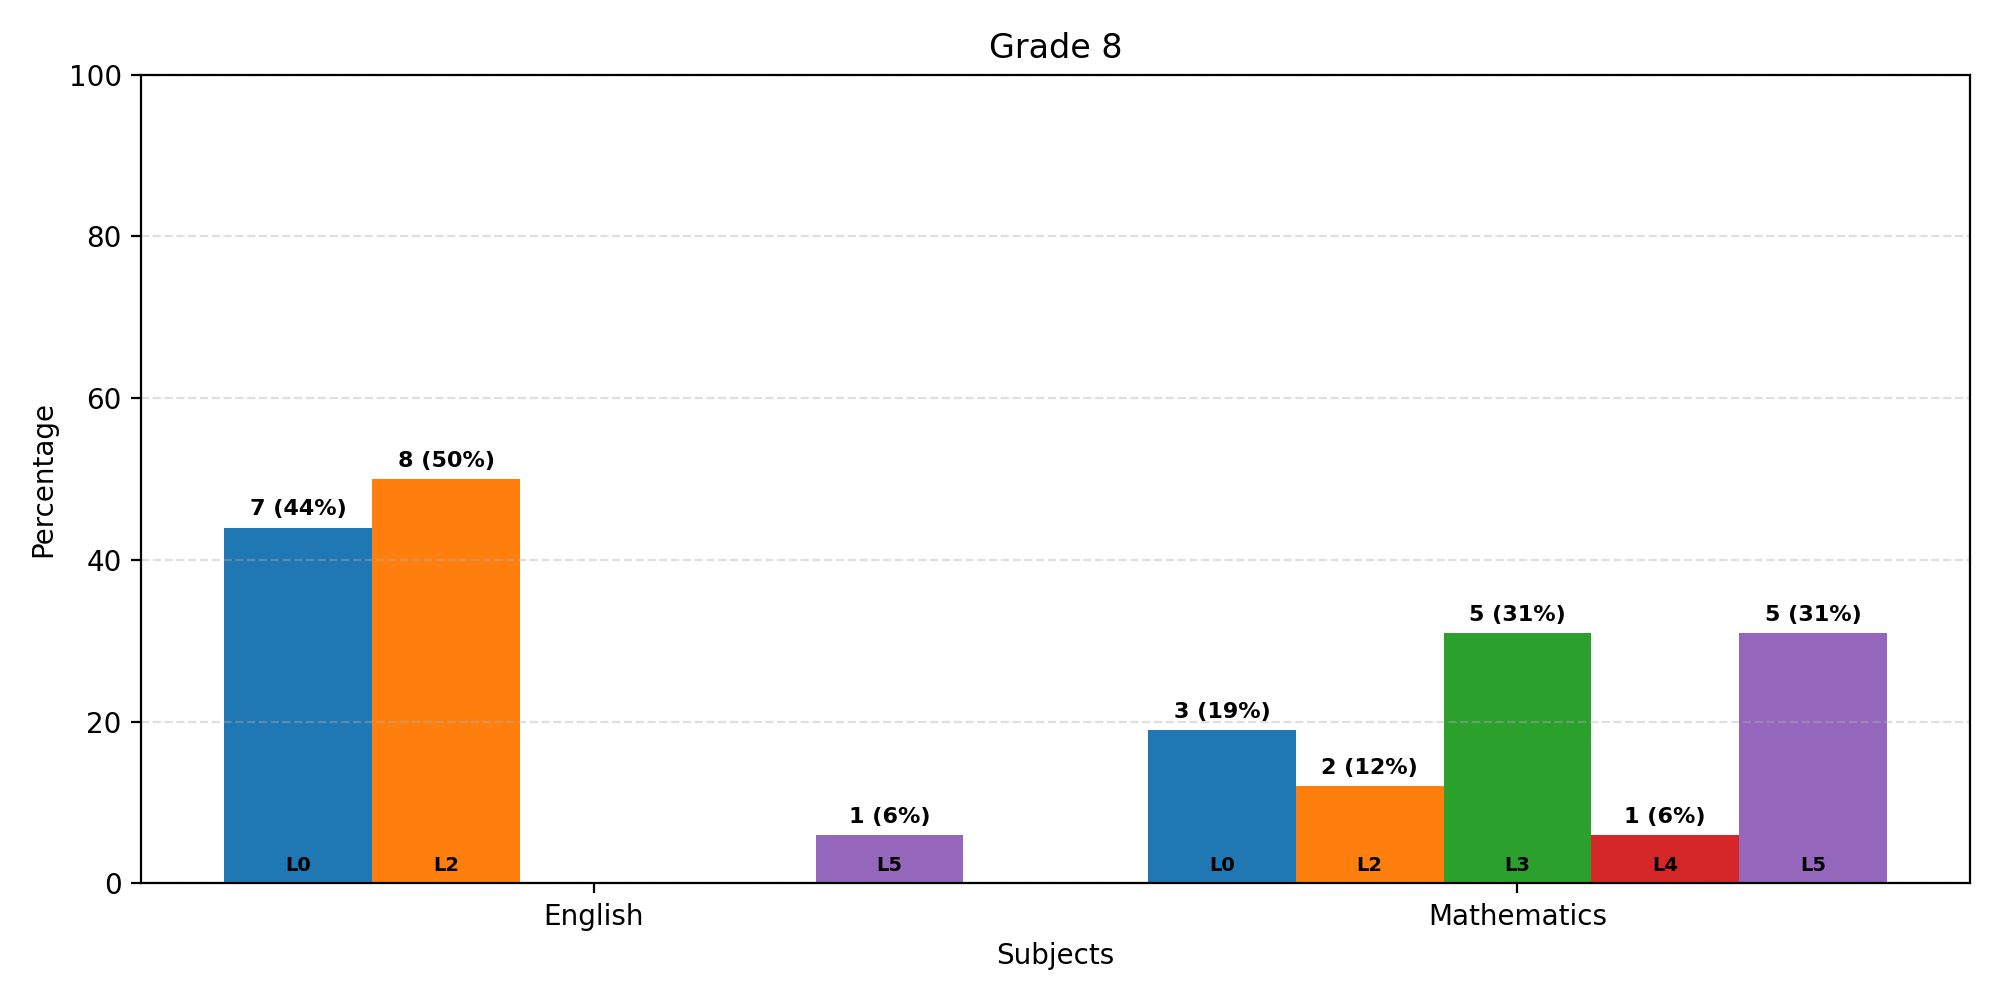 Grade 8
Percentage
100
80
60
40
20
0
7 (44%)
8 (50%)
1 (6%)
3 (19%)
2 (12%)
5 (31%)
1 (6%)
5 (31%)
L0
L2
L5
L0
L2
L3
L4
L5
English
Mathematics
Subjects